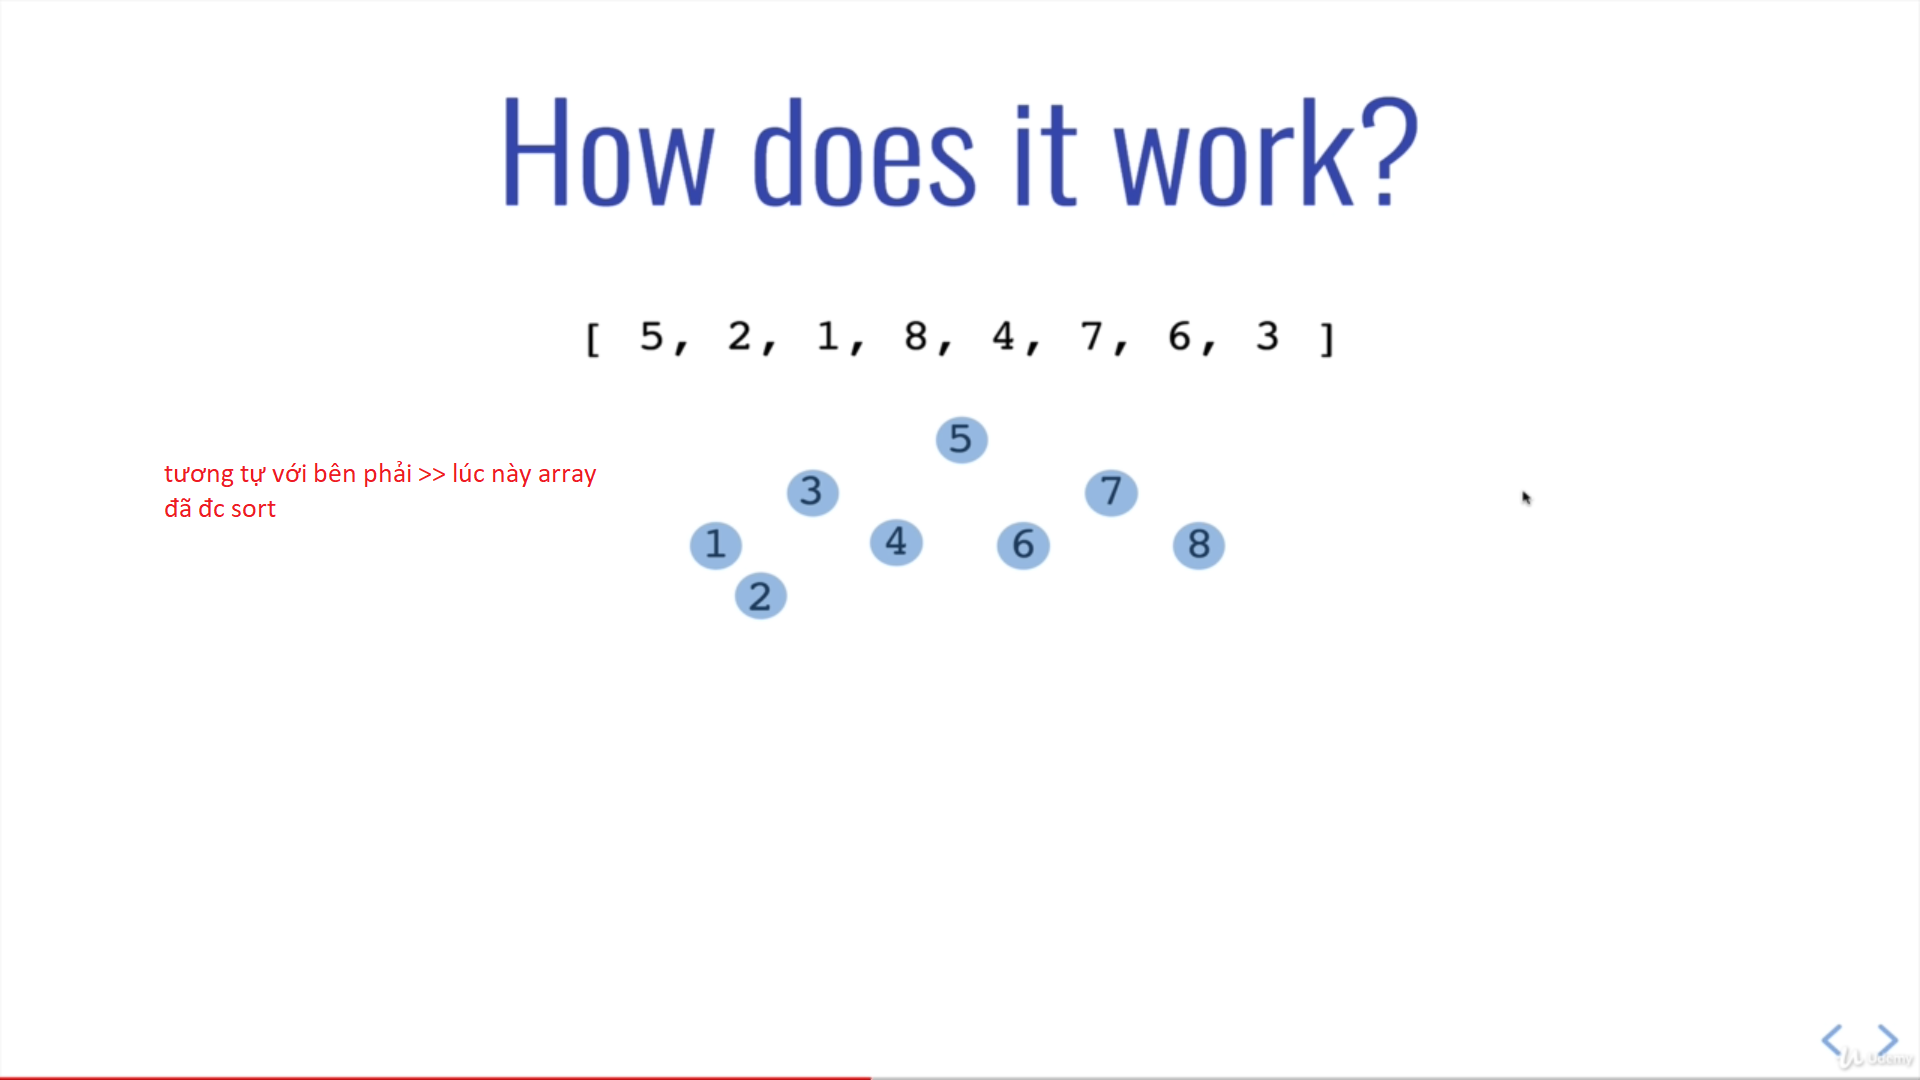 How does it work?
[ 5, 2, 1, 8, 4, 7, 6, 3 ]
5
tương tự với bên phải >> lúc này array
đã đc sort
3
7
1
4
6
8
2
Udemy